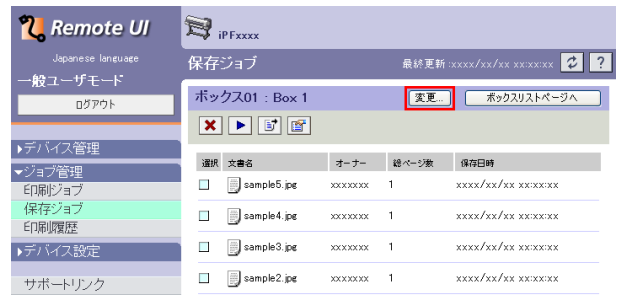 Remote UI
Japanese language
一般ユーザモード
ログアウト
▶デバイス管理
▼ジョブ管理
印刷ジョブ
保存ジョブ
印刷履歴
▶デバイス設定
サポートリンク
iPFxxxx
保存ジョブ
最終更新 :xxxx/xx/xx xx:xx:xx
?
ボックス01 : Box 1
変更...
ボックスリストページへ
選択 文書名 オーナー 総ページ数 保存日時
sample5.jpg xxxxxxx 1 xxxx/xx/xx xx:xx:xx
sample4.jpg xxxxxxx 1 xxxx/xx/xx xx:xx:xx
sample3.jpg xxxxxxx 1 xxxx/xx/xx xx:xx:xx
sample2.jpg xxxxxxx 1 xxxx/xx/xx xx:xx:xx